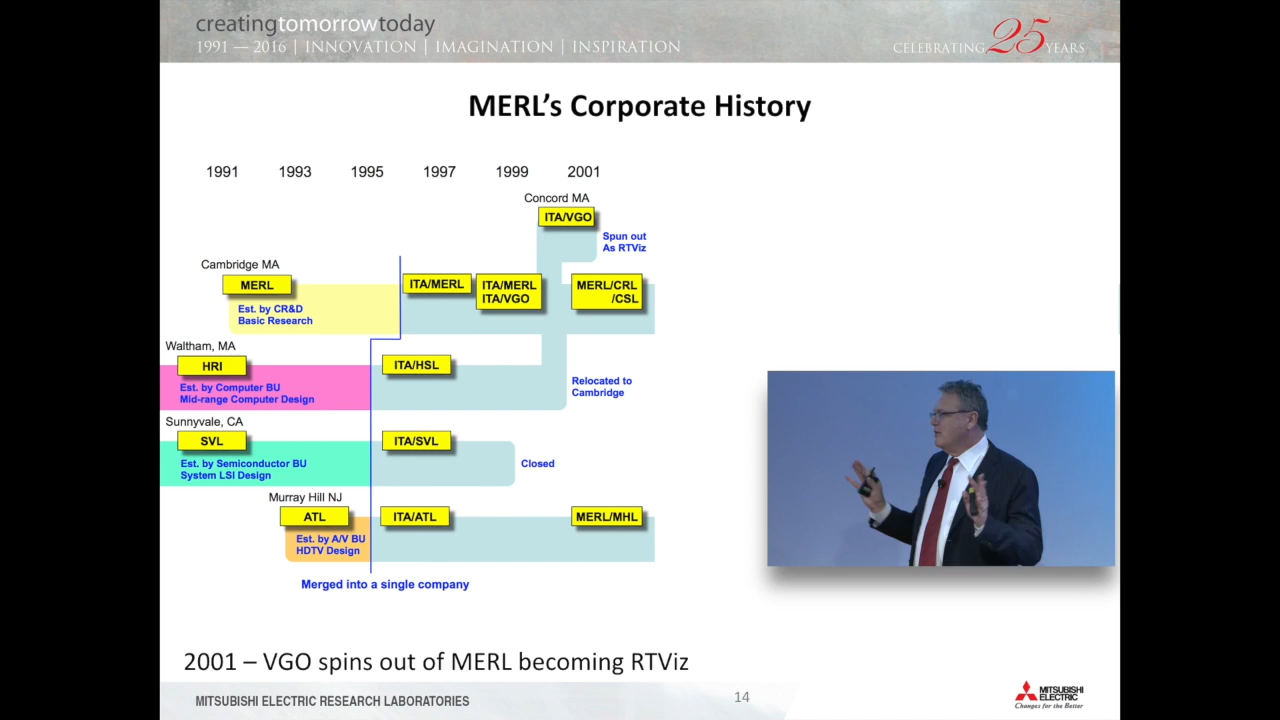 creatingtomorrowtoday
1991 — 2016 | INNOVATION | IMAGINATION | INSPIRATION
CELEBRATING 25 YEARS
MERL’s Corporate History
1991 1993 1995 1997 1999 2001
Concord MA
ITA/VGO
Spun out
As RTViz
Cambridge MA
MERL
Est. by CR&D
Basic Research
ITA/MERL
ITA/MERL
ITA/VGO
MERL/CRL
/CSL
Waltham, MA
HRI
Est. by Computer BU
Mid-range Computer Design
ITA/HSL
Relocated to
Cambridge
Sunnyvale, CA
SVL
Est. by Semiconductor BU
System LSI Design
ITA/SVL
Closed
Murray Hill NJ
ATL
Est. by A/V BU
HDTV Design
ITA/ATL
MERL/MHL
Merged into a single company
2001 – VGO spins out of MERL becoming RTViz
MITSUBISHI ELECTRIC RESEARCH LABORATORIES
14
MITSUBISHI
ELECTRIC
Changes for the Better